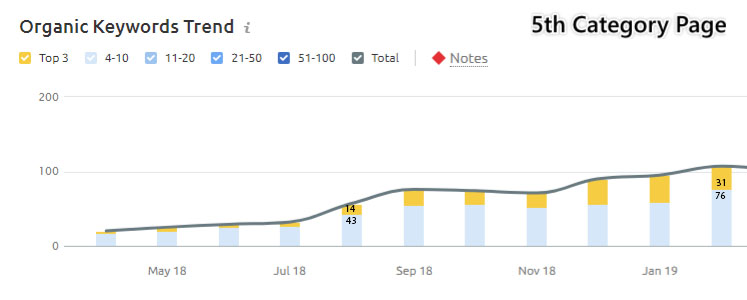 Organic Keywords Trend i
5th Category Page
Top 3 4-10 11-20 21-50 51-100 Total Notes
200
100
0
14
43
31
76
May 18 Jul 18 Sep 18 Nov 18 Jan 19